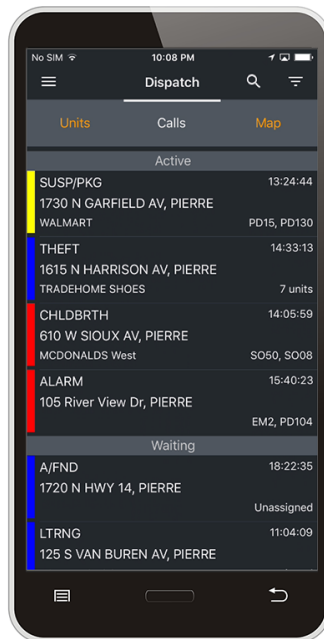 No SIM 10:08 PM
Dispatch
Units Calls Map
Active
SUSP/PKG 13:24:44
1730 N GARFIELD AV, PIERRE
WALMART PD15, PD130
THEFT 14:33:13
1615 N HARRISON AV, PIERRE
TRADEHOME SHOES 7 units
CHLDBRTH 14:05:59
610 W SIOUX AV, PIERRE
MCDONALDS West SO50, SO08
ALARM 15:40:23
105 River View Dr, PIERRE
EM2, PD104
Waiting
A/FND 18:22:35
1720 N HWY 14, PIERRE
Unassigned
LTRNG 11:04:09
125 S VAN BUREN AV, PIERRE